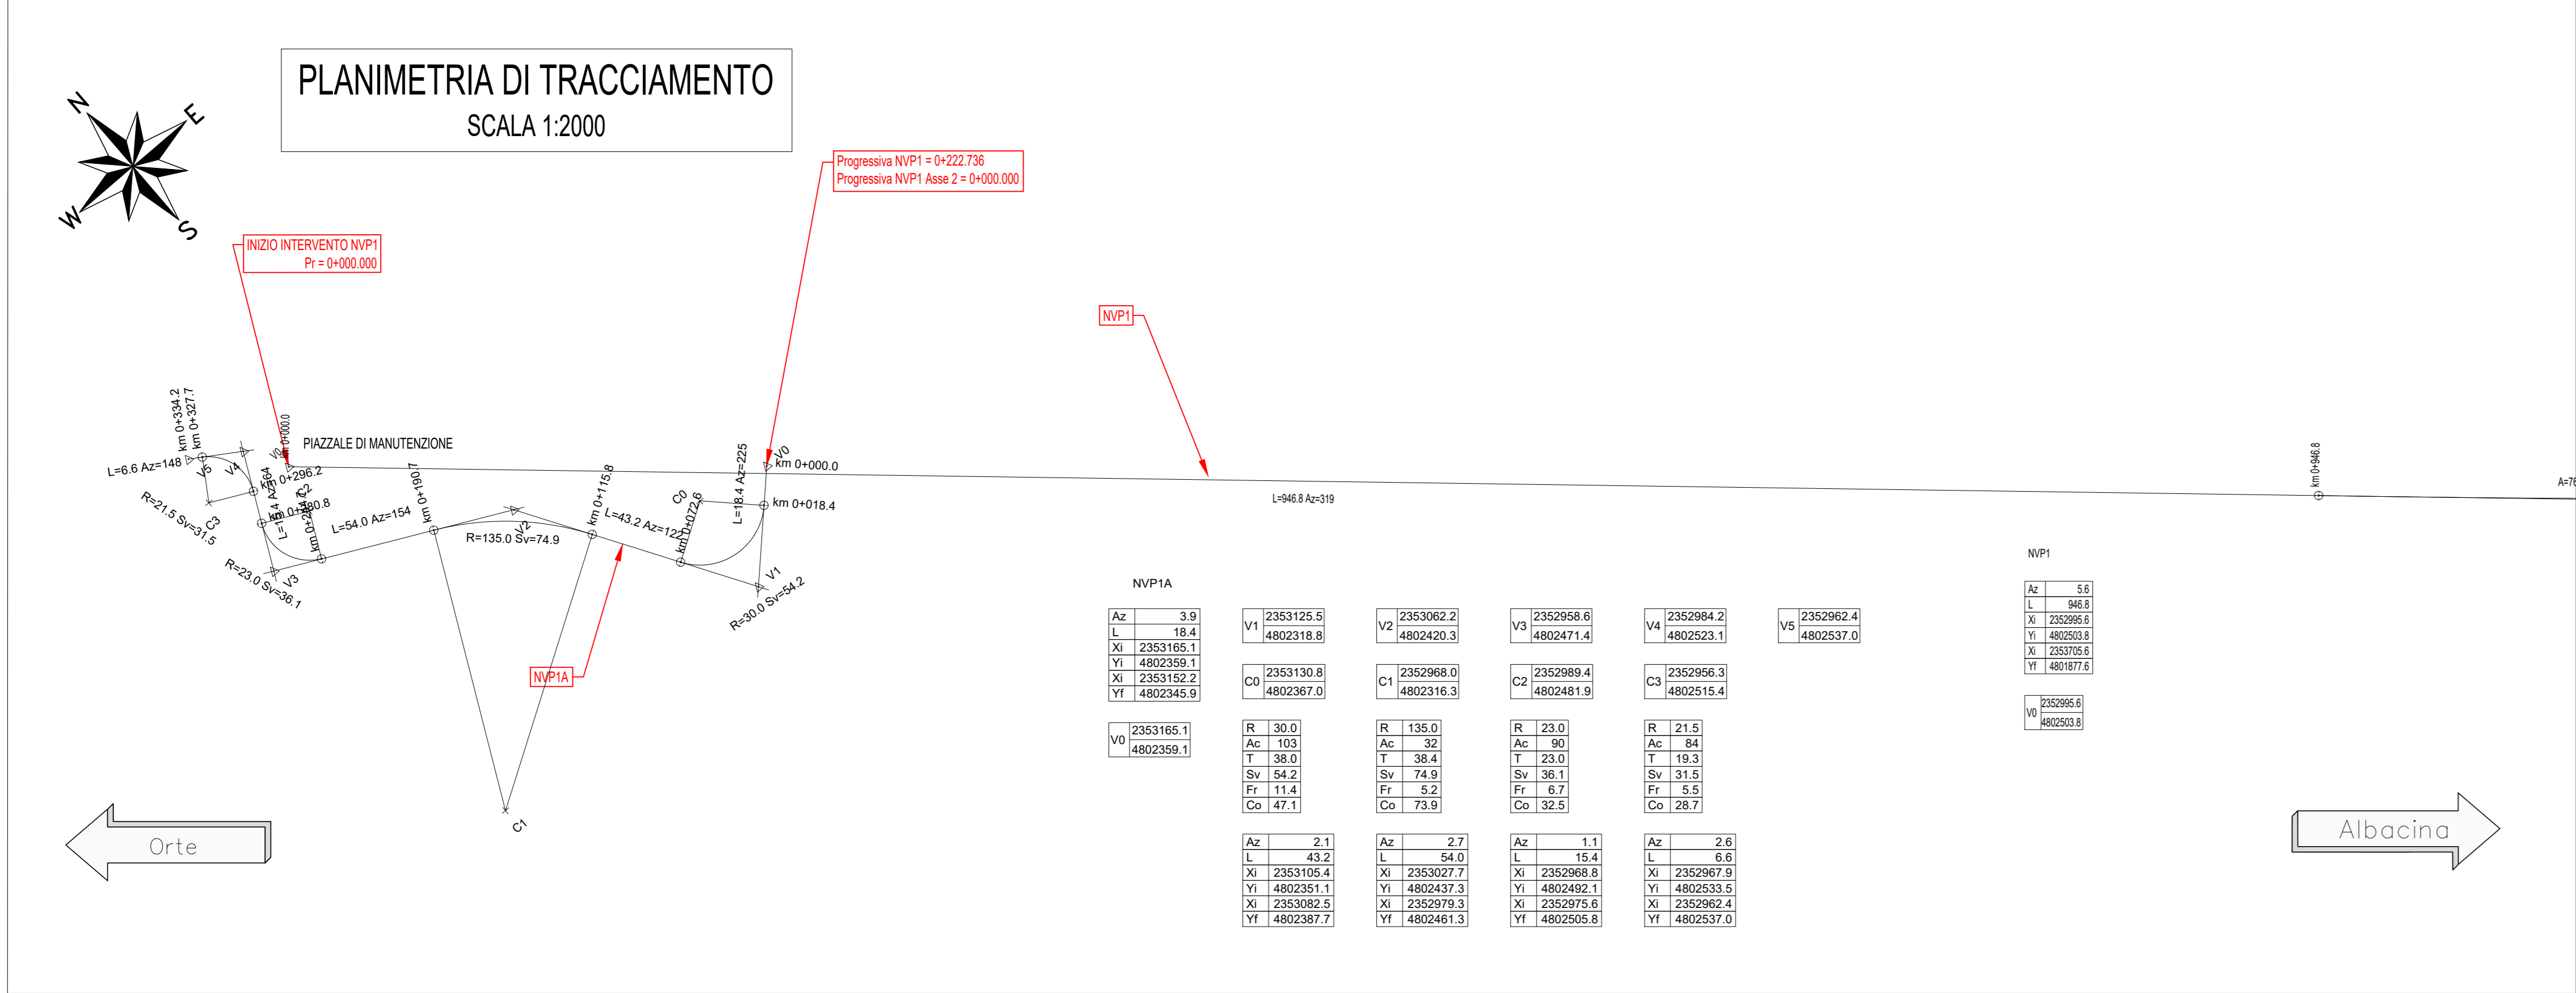 PLANIMETRIA DI TRACCIAMENTO
SCALA 1:2000
N
E
W
S
Progressiva NVP1 = 0+222.736
Progressiva NVP1 Asse 2 = 0+000.000
INIZIO INTERVENTO NVP1
Pr = 0+000.000
NVP1
km 0+334.2
km 0+327.7
L=6.6 Az=148
V5
V4
V0
km 0+000.0
PIAZZALE DI MANUTENZIONE
km 0+296.2
C2
R=21.5 Sv=31.5
C3
L=54.0 Az=154
km 0+190.7
R=23.0 Sv=36.1
V3
R=135.0 Sv=74.9
V2
km 0+115.8
L=43.2 Az=122
km 0+072.6
C0
L=18.4 Az=225
V0
km 0+000.0
km 0+018.4
V1
R=30.0 Sv=54.2
NVP1A
C1
L=946.8 Az=319
km 0+946.8
A=76
NVP1A
Az 3.9
L 18.4
Xi 2353165.1
Yi 4802359.1
Xi 2353152.2
Yf 4802345.9
V0 2353165.1
4802359.1
V1 2353125.5
4802318.8
C0 2353130.8
4802367.0
R 30.0
Ac 103
T 38.0
Sv 54.2
Fr 11.4
Co 47.1
Az 2.1
L 43.2
Xi 2353105.4
Yi 4802351.1
Xi 2353082.5
Yf 4802387.7
V2 2353062.2
4802420.3
C1 2352968.0
4802316.3
R 135.0
Ac 32
T 38.4
Sv 74.9
Fr 5.2
Co 73.9
Az 2.7
L 54.0
Xi 2353027.7
Yi 4802437.3
Xi 2352979.3
Yf 4802461.3
V3 2352958.6
4802471.4
C2 2352989.4
4802481.9
R 23.0
Ac 90
T 23.0
Sv 36.1
Fr 6.7
Co 32.5
Az 1.1
L 15.4
Xi 2352968.8
Yi 4802492.1
Xi 2352975.6
Yf 4802505.8
V4 2352984.2
4802523.1
C3 2352956.3
4802515.4
R 21.5
Ac 84
T 19.3
Sv 31.5
Fr 5.5
Co 28.7
Az 2.6
L 6.6
Xi 2352967.9
Yi 4802533.5
Xi 2352962.4
Yf 4802537.0
V5 2352962.4
4802537.0
NVP1
Az 5.6
L 946.8
Xi 2352995.6
Yi 4802503.8
Xi 2353705.6
Yf 4801877.6
V0 2352995.6
4802503.8
Orte
Albacina